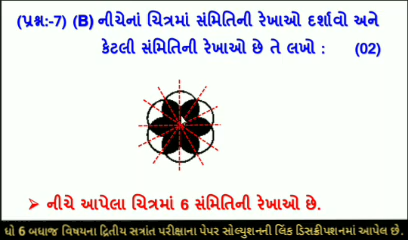 (પ્રશ્ન:-7) (B) નીચેનાં ચિત્રમાં સંમિતિની રેખાઓ દર્શાવો અને
કેટલી સંમિતિની રેખાઓ છે તે લખો : (02)
➤ નીચે આપેલા ચિત્રમાં 6 સંમિતિની રેખાઓ છે.
ધો 6 બધાજ વિષયના દ્વિતીય સત્રાંત પરીક્ષાના પેપર સોલ્યુશનની લિંક ડિસ્ક્રીપશનમાં આપેલ છે.